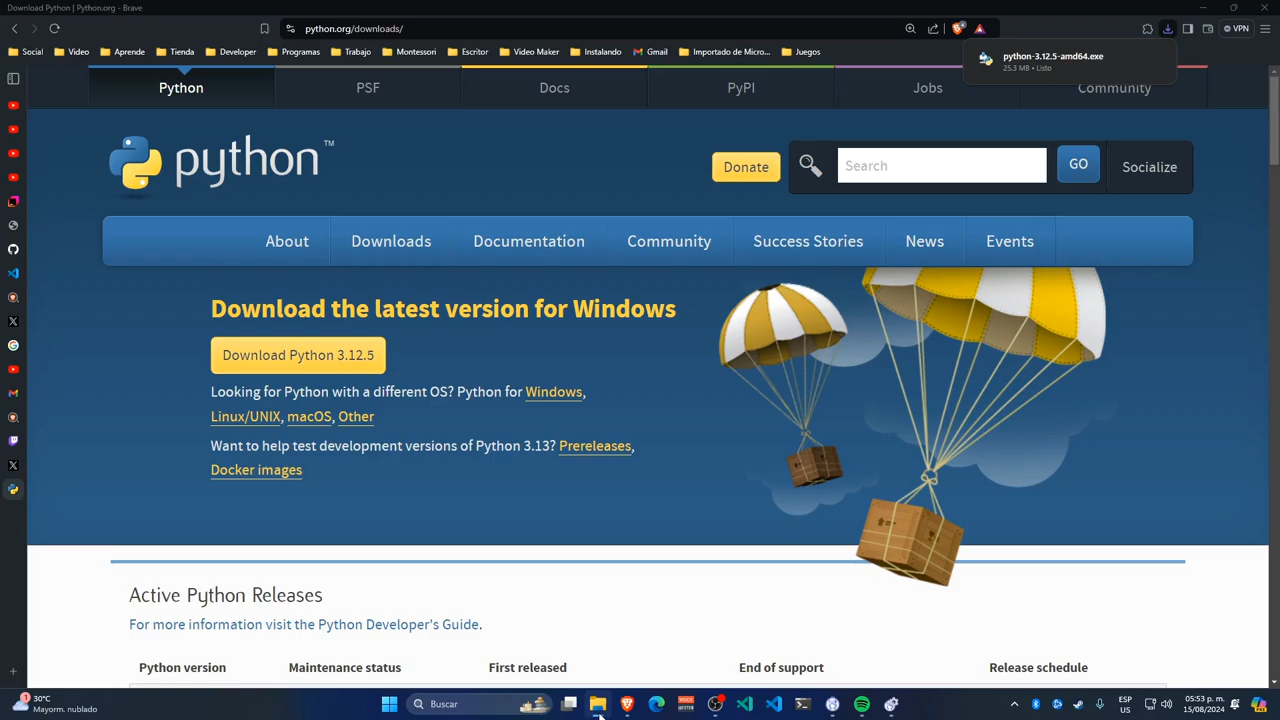 Download Python | Python.org - Brave
python.org/downloads/
VPN
Social Video Aprende Tienda Developer Programas Trabajo Montessori Escritor Video Maker Instalando Gmail Importado de Micro... Juegos
python-3.12.5-amd64.exe
25.3 MB • Listo
Python PSF Docs PyPI Jobs Community
python TM
Donate Search GO Socialize
About Downloads Documentation Community Success Stories News Events
Download the latest version for Windows
Download Python 3.12.5
Looking for Python with a different OS? Python for Windows,
Linux/UNIX, macOS, Other
Want to help test development versions of Python 3.13? Prereleases,
Docker images
Active Python Releases
For more information visit the Python Developer's Guide.
Python version Maintenance status First released End of support Release schedule
30°C
Mayorm. nublado
Buscar
ESP
US
05:53 p. m.
15/08/2024